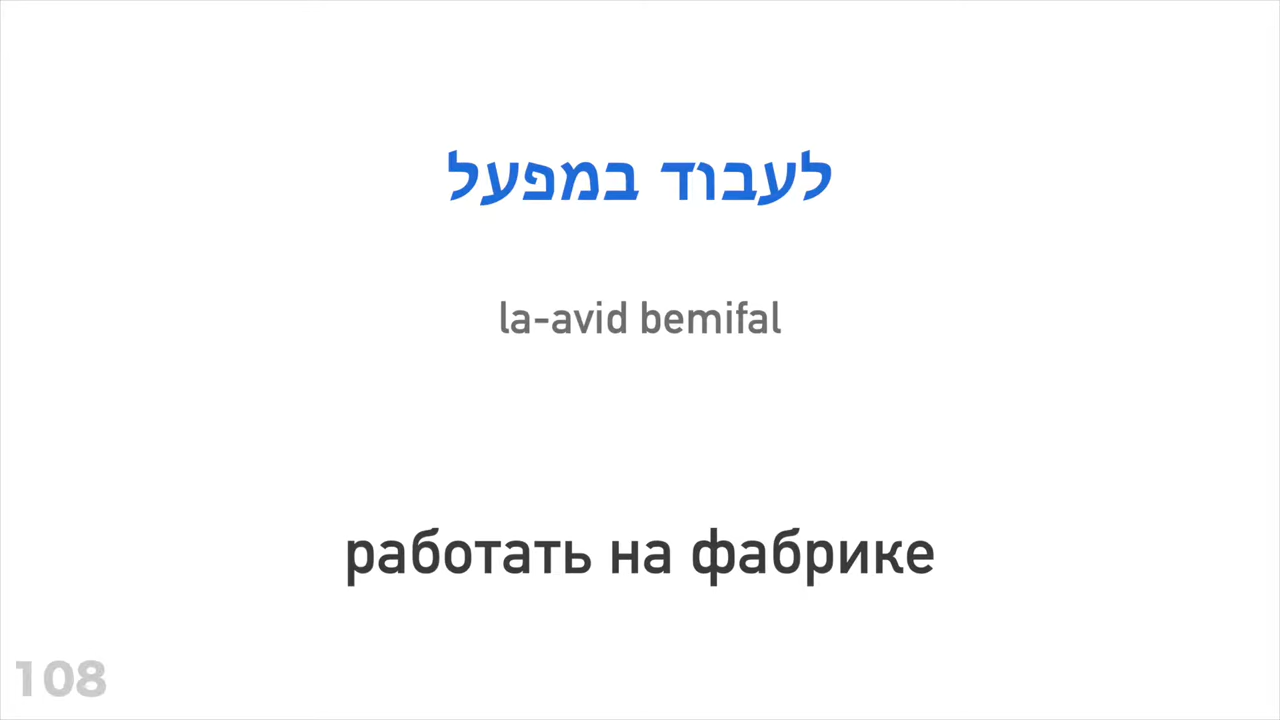 לעבוד במפעל
la-avid bemifal
работать на фабрике
108